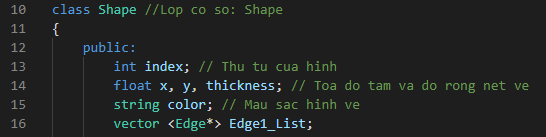 10 class Shape //Lop co so: Shape
11 {
12 public:
13 int index; // Thu tu cua hinh
14 float x, y, thickness; // Toa do tam va do rong net ve
15 string color; // Mau sac hinh ve
16 vector <Edge*> Edge1_List;